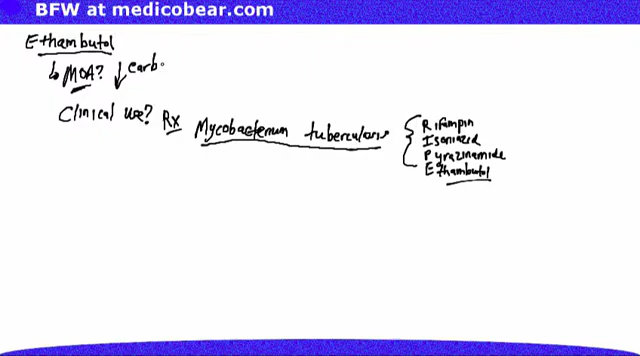 BFW at medicobear.com
Ethambutol
↳ MOA? ↓ carb.
Clinical use? Rx Mycobacterium tuberculosis
Rifampin
Isoniazid
Pyrazinamide
Ethambutol